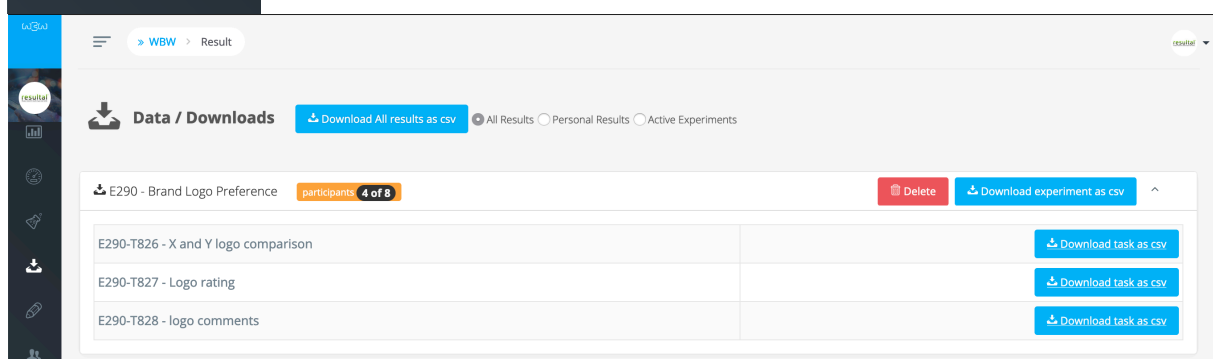 » WBW > Result
resultai
resultai
Data / Downloads
Download All results as csv
All Results
Personal Results
Active Experiments
E290 - Brand Logo Preference
participants 4 of 8
Delete
Download experiment as csv
E290-T826 - X and Y logo comparison
Download task as csv
E290-T827 - Logo rating
Download task as csv
E290-T828 - logo comments
Download task as csv